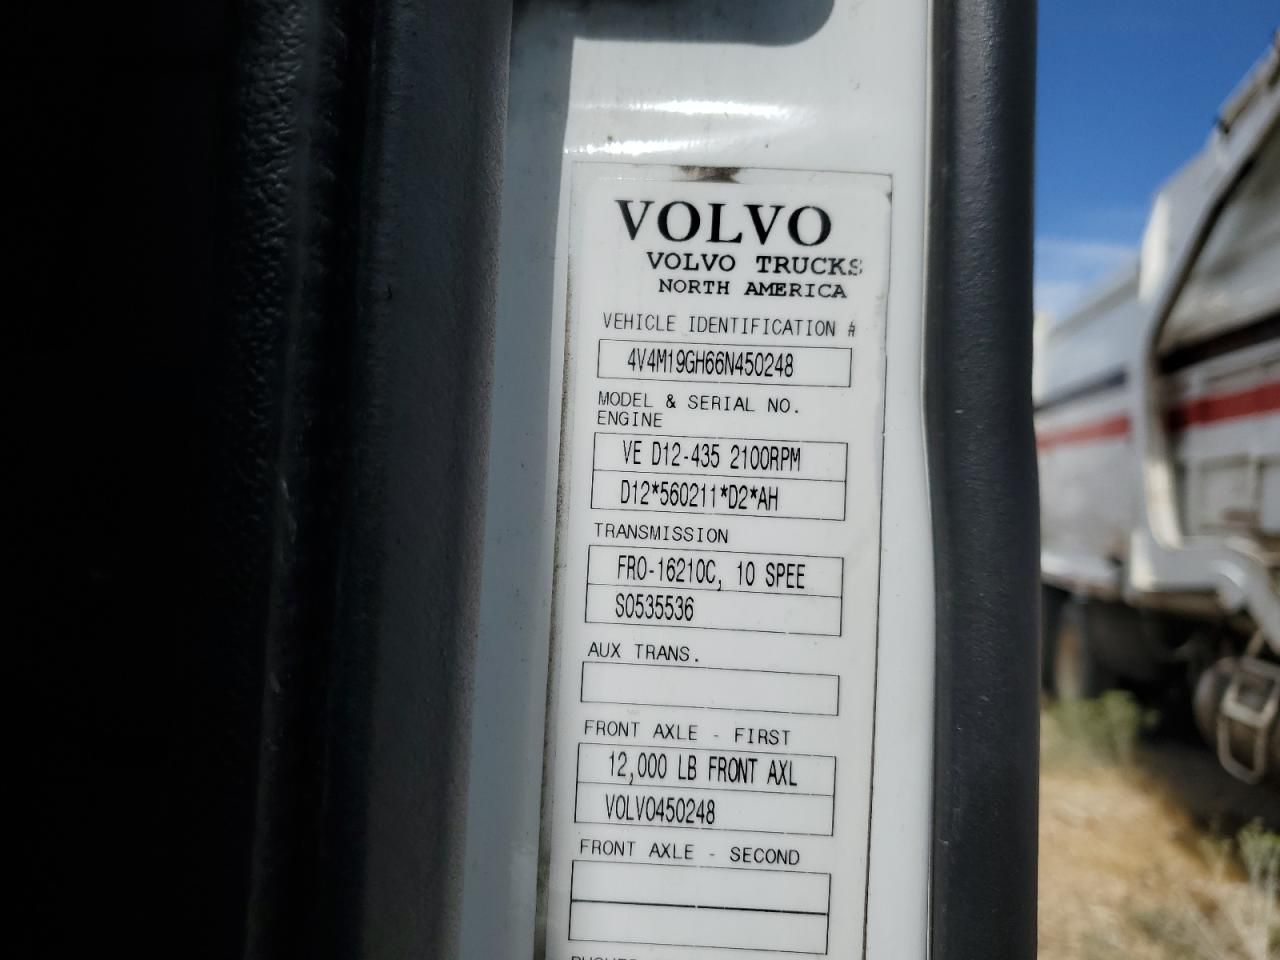 VOLVO
VOLVO TRUCKS
NORTH AMERICA
VEHICLE IDENTIFICATION #
4V4M19GH66N450248
MODEL & SERIAL NO.
ENGINE
VE D12-435 2100RPM
D12*560211*D2*AH
TRANSMISSION
FRO-16210C, 10 SPEE
S0535536
AUX TRANS.
FRONT AXLE - FIRST
12,000 LB FRONT AXL
VOLVO450248
FRONT AXLE - SECOND